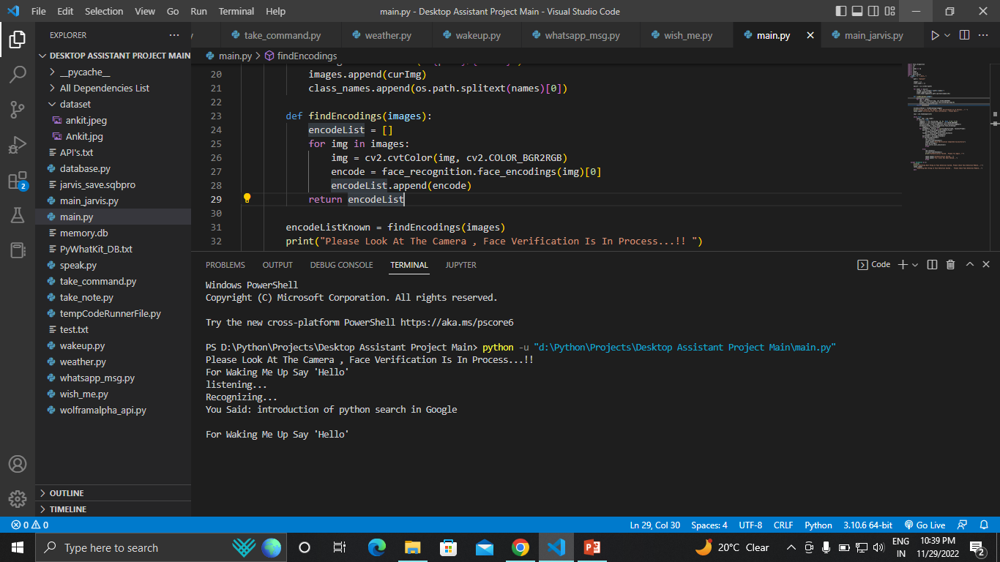 File Edit Selection View Go Run Terminal Help main.py - Desktop Assistant Project Main - Visual Studio Code
EXPLORER
take_command.py weather.py wakeup.py whatsapp_msg.py wish_me.py main.py main_jarvis.py
DESKTOP ASSISTANT PROJECT MAIN
__pycache__
All Dependencies List
dataset
ankit.jpeg
Ankit.jpg
API's.txt
database.py
jarvis_save.sqbpro
main_jarvis.py
main.py
memory.db
PyWhatKit_DB.txt
speak.py
take_command.py
take_note.py
tempCodeRunnerFile.py
test.txt
wakeup.py
weather.py
whatsapp_msg.py
wish_me.py
wolframalpha_api.py
OUTLINE
TIMELINE
2
main.py > findEncodings
20 images.append(curImg)
21 class_names.append(os.path.splitext(names)[0])
22
23 def findEncodings(images):
24 encodeList = []
25 for img in images:
26 img = cv2.cvtColor(img, cv2.COLOR_BGR2RGB)
27 encode = face_recognition.face_encodings(img)[0]
28 encodeList.append(encode)
29 return encodeList
30
31 encodeListKnown = findEncodings(images)
32 print("Please Look At The Camera , Face Verification Is In Process...!! ")
PROBLEMS OUTPUT DEBUG CONSOLE TERMINAL JUPYTER Code
Windows PowerShell
Copyright (C) Microsoft Corporation. All rights reserved.
Try the new cross-platform PowerShell https://aka.ms/pscore6
PS D:\Python\Projects\Desktop Assistant Project Main> python -u "d:\Python\Projects\Desktop Assistant Project Main\main.py"
Please Look At The Camera , Face Verification Is In Process...!!
For Waking Me Up Say 'Hello'
listening...
Recognizing...
You Said: introduction of python search in Google
For Waking Me Up Say 'Hello'
0 0 Ln 29, Col 30 Spaces: 4 UTF-8 CRLF Python 3.10.6 64-bit Go Live
Type here to search 20°C Clear ENG IN 10:39 PM 11/29/2022 2